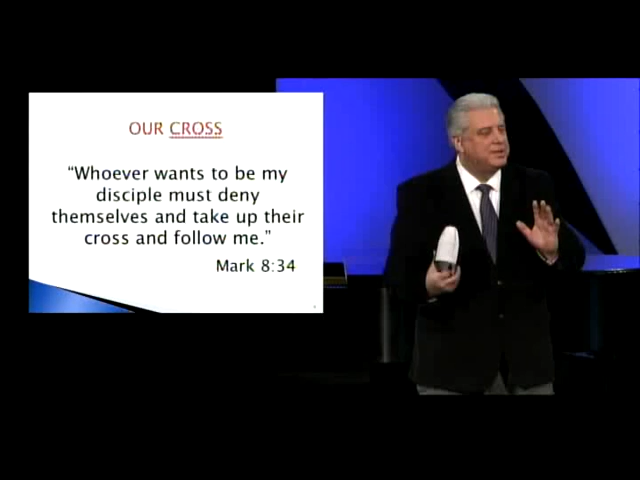 OUR CROSS
“Whoever wants to be my
disciple must deny
themselves and take up their
cross and follow me.”
Mark 8:34